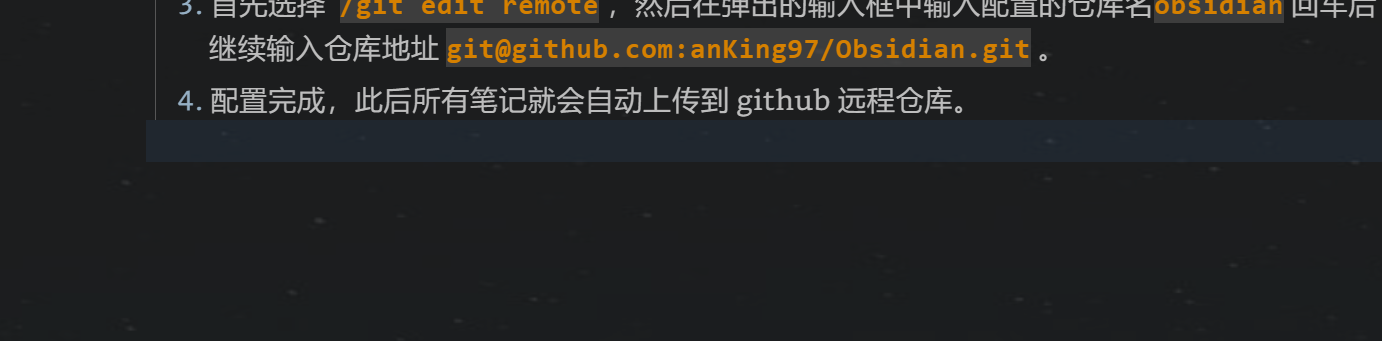 3. 首先选择 /git edit remote ，然后在弹出的输入框中输入配置的仓库名obsidian 回车后
继续输入仓库地址 git@github.com:anKing97/Obsidian.git 。
4. 配置完成，此后所有笔记就会自动上传到 github 远程仓库。